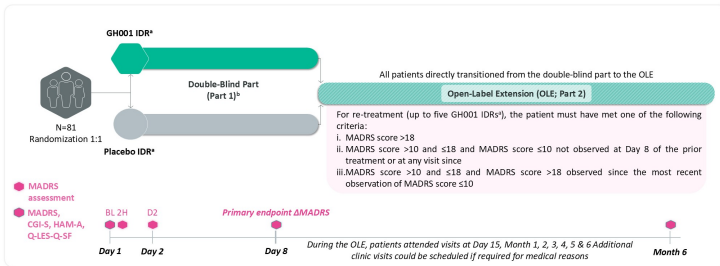 GH001 IDRᵃ
Double-Blind Part
(Part 1)ᵇ
N=81
Randomization 1:1
Placebo IDRᵃ
All patients directly transitioned from the double-blind part to the OLE
Open-Label Extension (OLE; Part 2)
For re-treatment (up to five GH001 IDRsᵃ), the patient must have met one of the following
criteria:
i. MADRS score >18
ii. MADRS score >10 and ≤18 and MADRS score ≤10 not observed at Day 8 of the prior
treatment or at any visit since
iii.MADRS score >10 and ≤18 and MADRS score >18 observed since the most recent
observation of MADRS score ≤10
MADRS
assessment
MADRS,
CGI-S, HAM-A,
Q-LES-Q-SF
BL 2H
D2
Primary endpoint ΔMADRS
Day 1
Day 2
Day 8
During the OLE, patients attended visits at Day 15, Month 1, 2, 3, 4, 5 & 6 Additional
clinic visits could be scheduled if required for medical reasons
Month 6